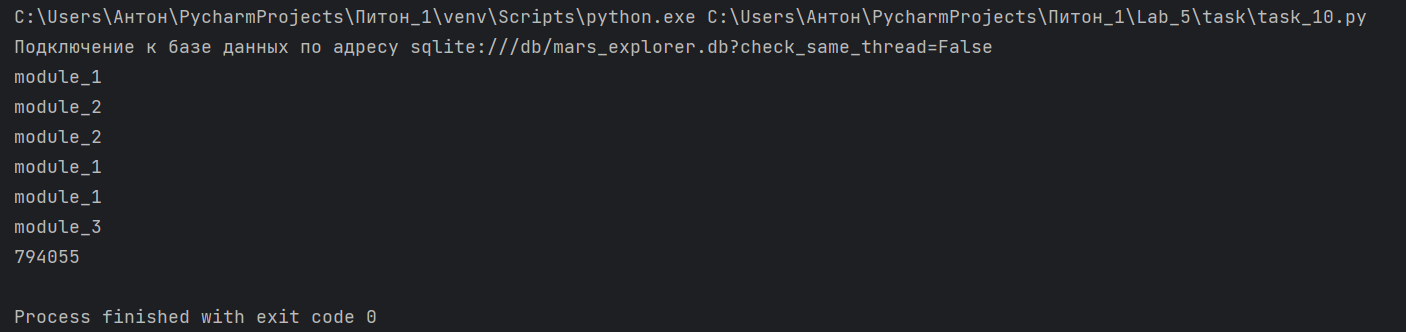 C:\Users\Антон\PycharmProjects\Питон_1\venv\Scripts\python.exe C:\Users\Антон\PycharmProjects\Питон_1\Lab_5\task\task_10.py
Подключение к базе данных по адресу sqlite:///db/mars_explorer.db?check_same_thread=False
module_1
module_2
module_2
module_1
module_1
module_3
794055
Process finished with exit code 0